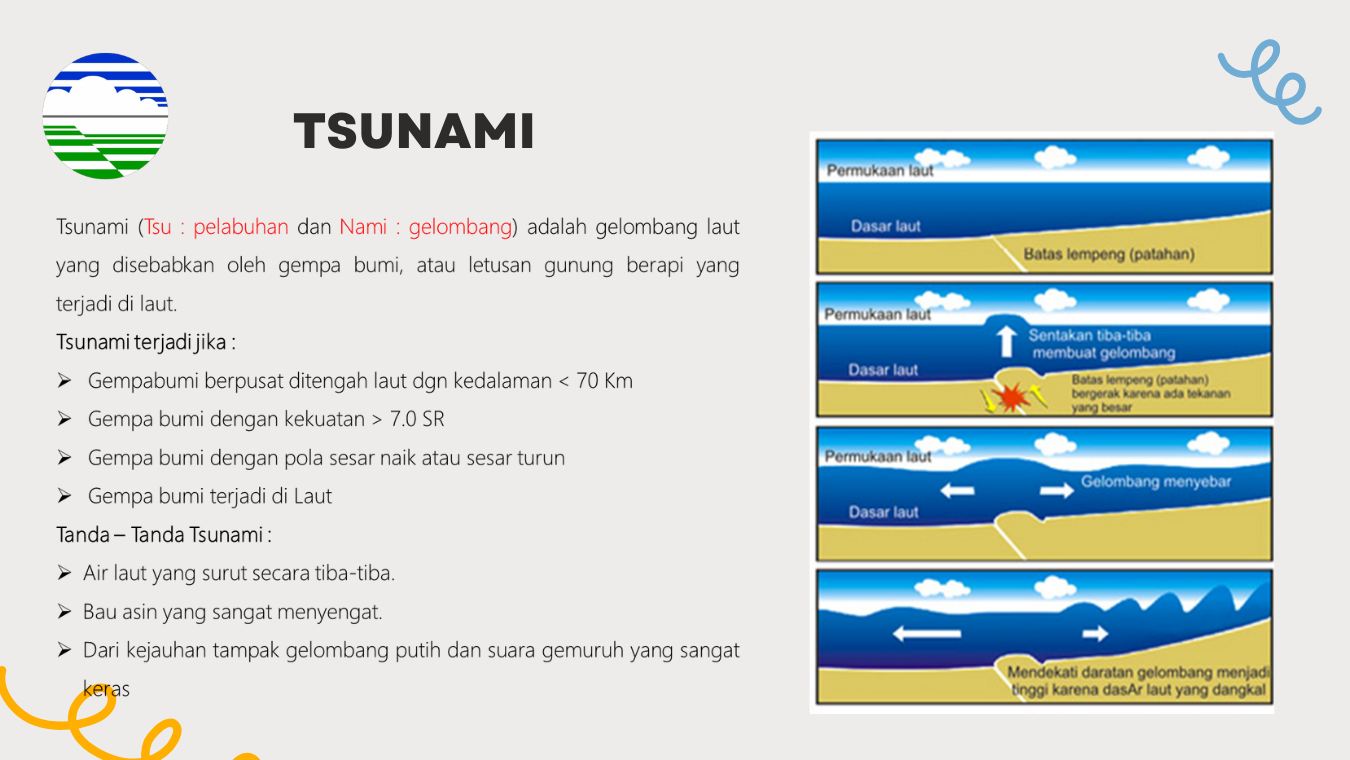 TSUNAMI
Tsunami (Tsu : pelabuhan dan Nami : gelombang) adalah gelombang laut
yang disebabkan oleh gempa bumi, atau letusan gunung berapi yang
terjadi di laut.
Tsunami terjadi jika :
➢ Gempabumi berpusat ditengah laut dgn kedalaman < 70 Km
➢ Gempa bumi dengan kekuatan > 7.0 SR
➢ Gempa bumi dengan pola sesar naik atau sesar turun
➢ Gempa bumi terjadi di Laut
Tanda – Tanda Tsunami :
➢ Air laut yang surut secara tiba-tiba.
➢ Bau asin yang sangat menyengat.
➢ Dari kejauhan tampak gelombang putih dan suara gemuruh yang sangat
keras
Permukaan laut
Dasar laut
Batas lempeng (patahan)
Permukaan laut
Sentakan tiba-tiba
membuat gelombang
Dasar laut
Batas lempeng (patahan)
bergerak karena ada tekanan
yang besar
Permukaan laut
Gelombang menyebar
Dasar laut
Mendekati daratan gelombang menjadi
tinggi karena dasAr laut yang dangkal